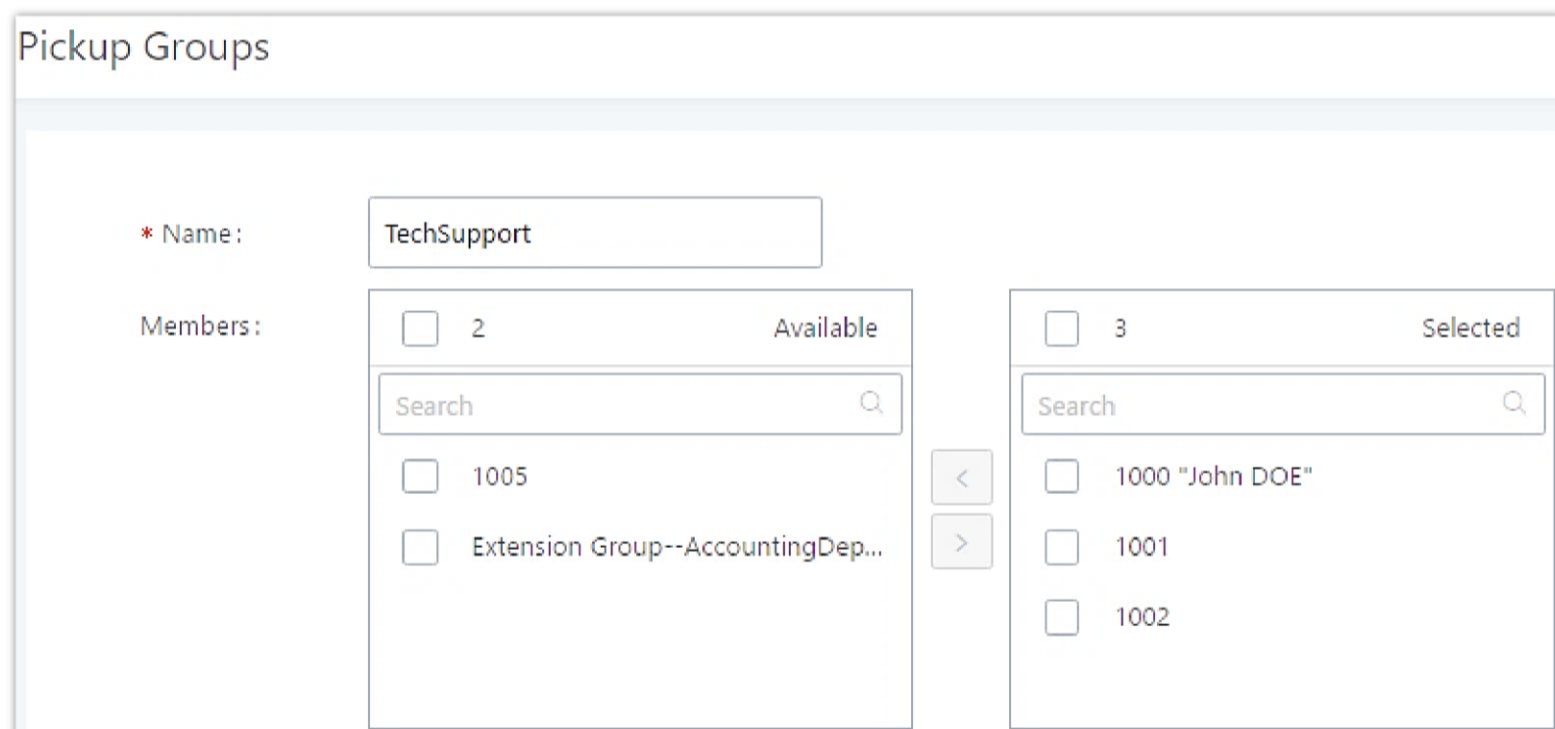 Pickup Groups
* Name:
TechSupport
Members:
2 Available
3 Selected
Search
Search
1005
Extension Group--AccountingDep...
<
>
1000 "John DOE"
1001
1002